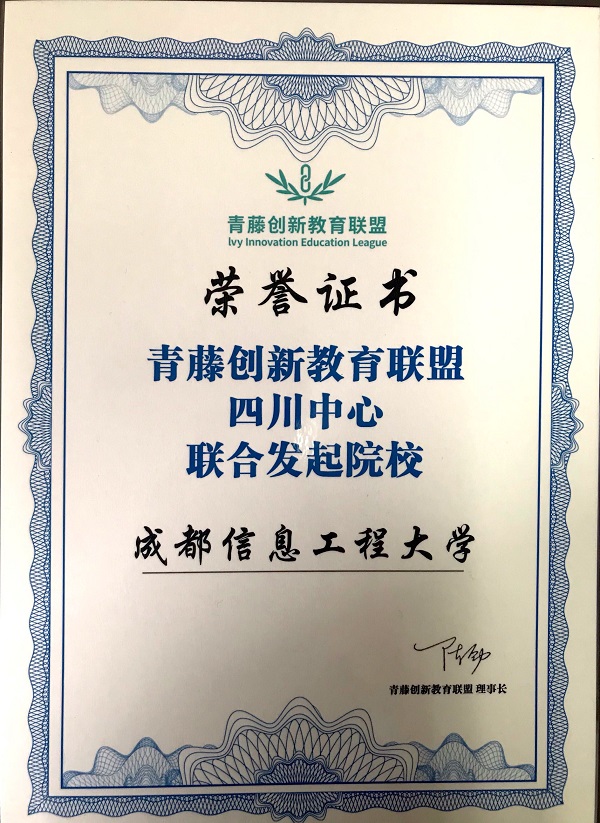 青藤创新教育联盟
Ivy Innovation Education League
荣誉证书
青藤创新教育联盟
四川中心
联合发起院校
成都信息工程大学
青藤创新教育联盟 理事长